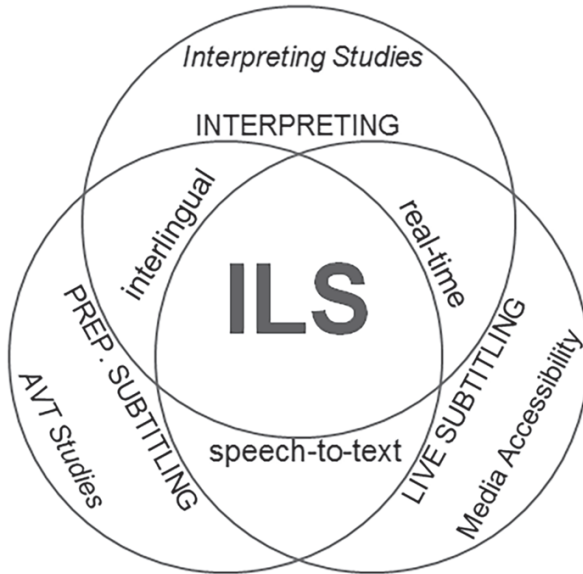 Interpreting Studies
INTERPRETING
interlingual
real-time
ILS
PREP. SUBTITLING
LIVE SUBTITLING
AVT Studies
Media Accessibility
speech-to-text